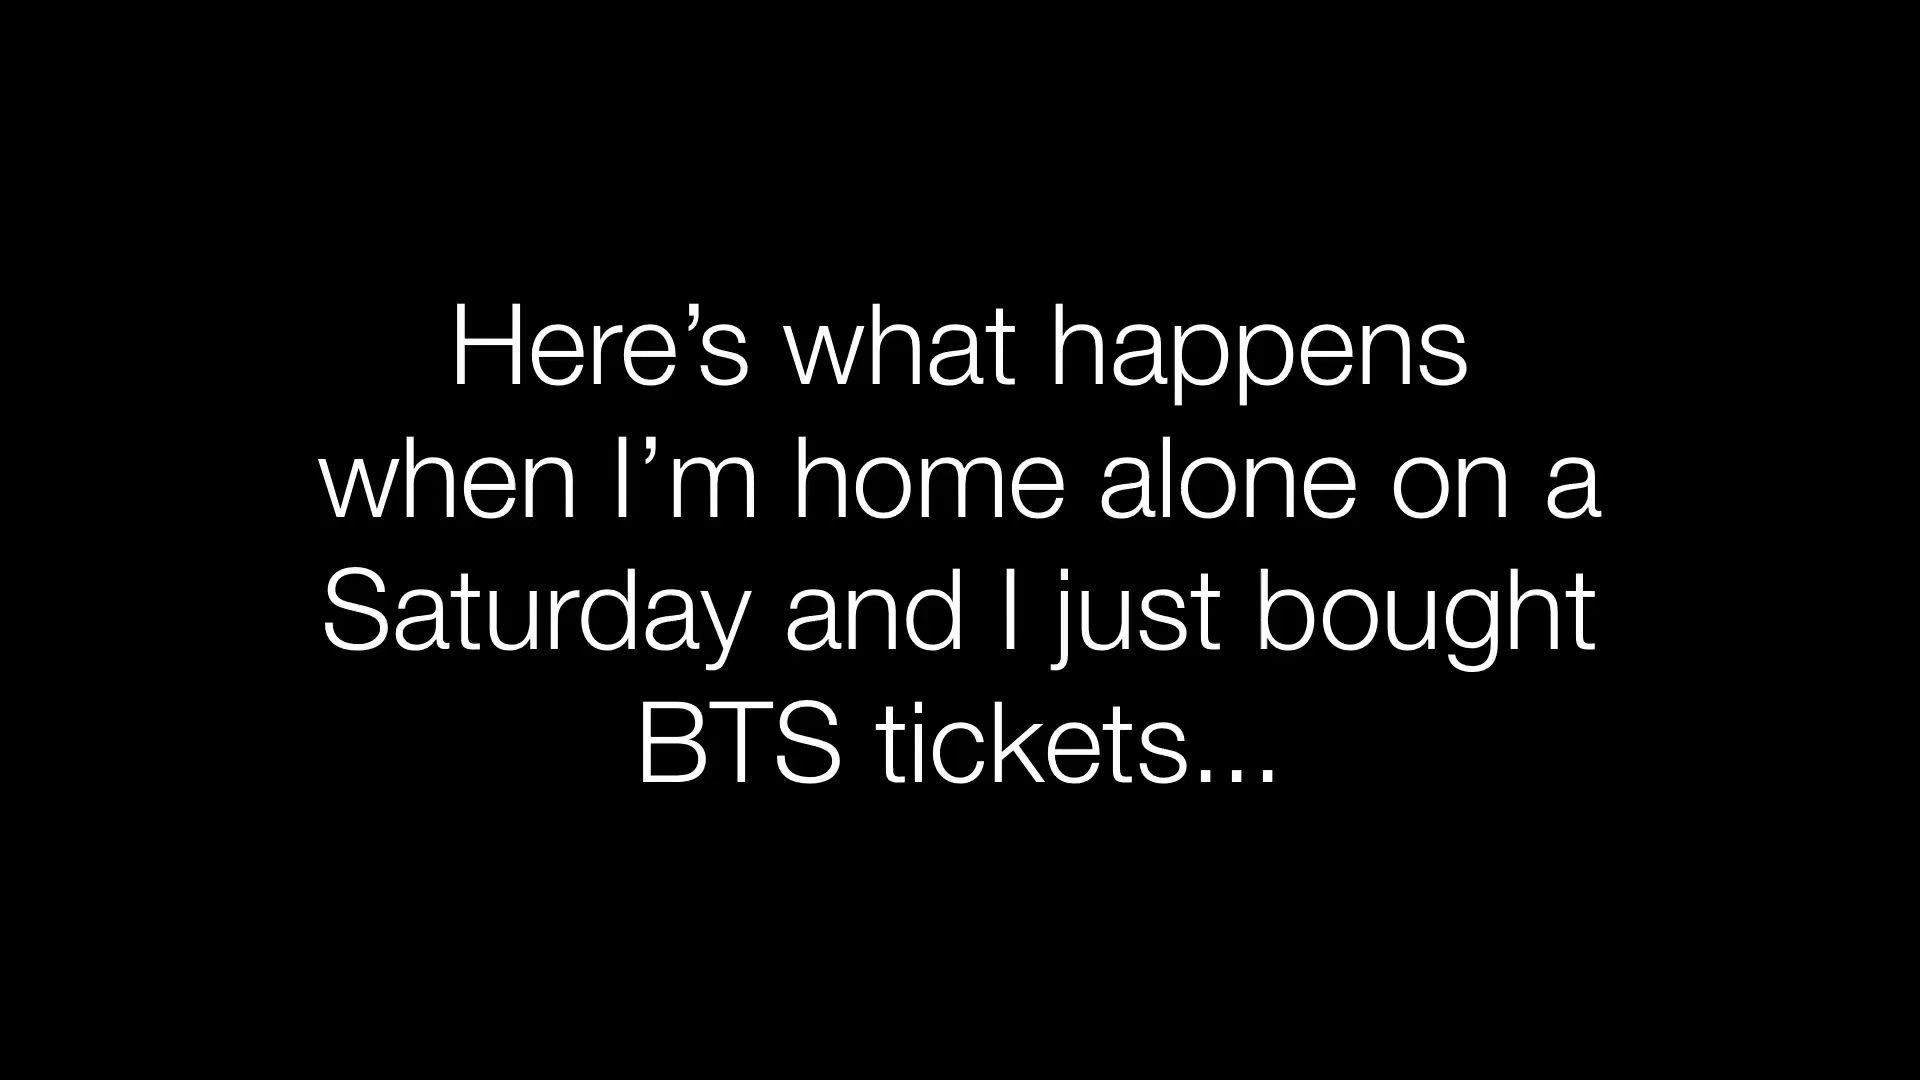 Here’s what happens
when I’m home alone on a
Saturday and I just bought
BTS tickets...